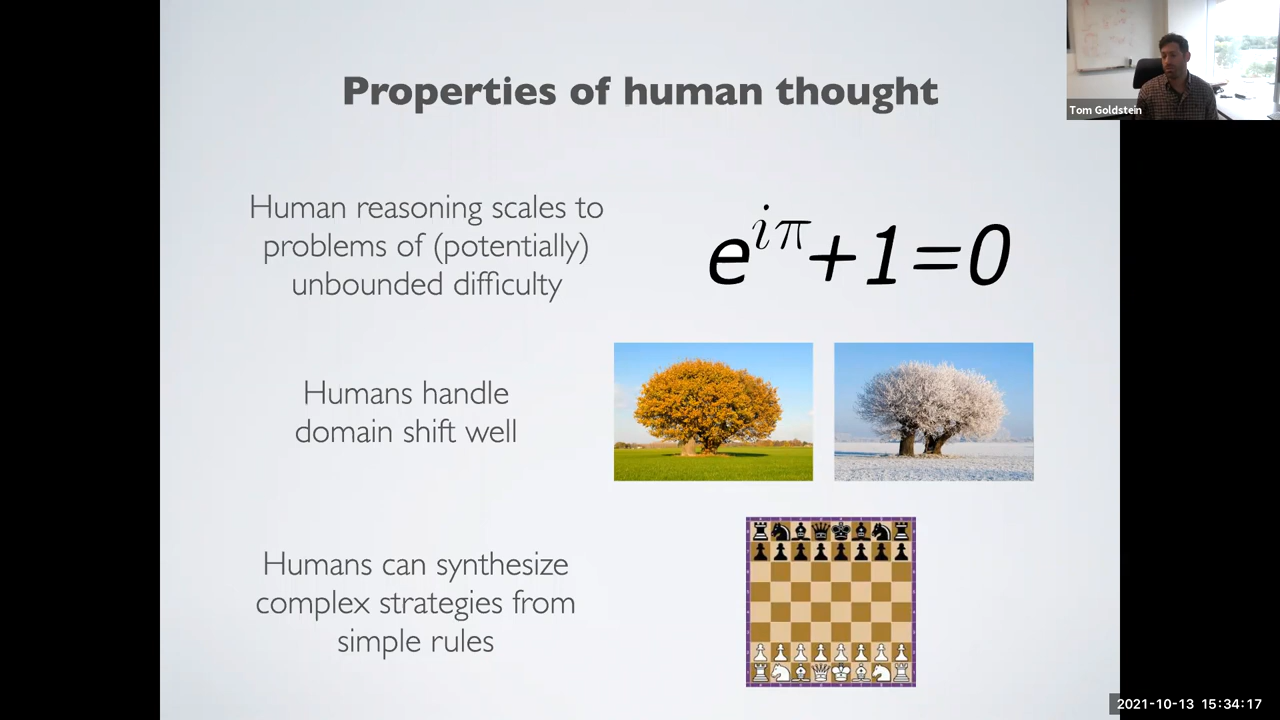 Properties of human thought
Tom Goldstein
Human reasoning scales to
problems of (potentially)
unbounded difficulty
e^{iπ}+1=0
Humans handle
domain shift well
Humans can synthesize
complex strategies from
simple rules
2021-10-13 15:34:17